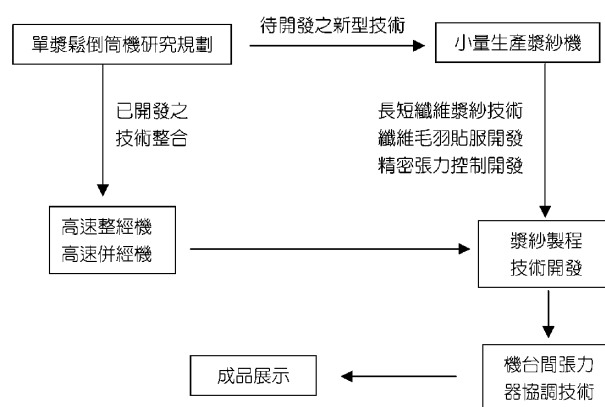 單漿鬆倒筒機研究規劃
待開發之新型技術
小量生產漿紗機
已開發之
技術整合
長短纖維漿紗技術
纖維毛羽貼服開發
精密張力控制開發
高速整經機
高速併經機
漿紗製程
技術開發
機台間張力
器協調技術
成品展示